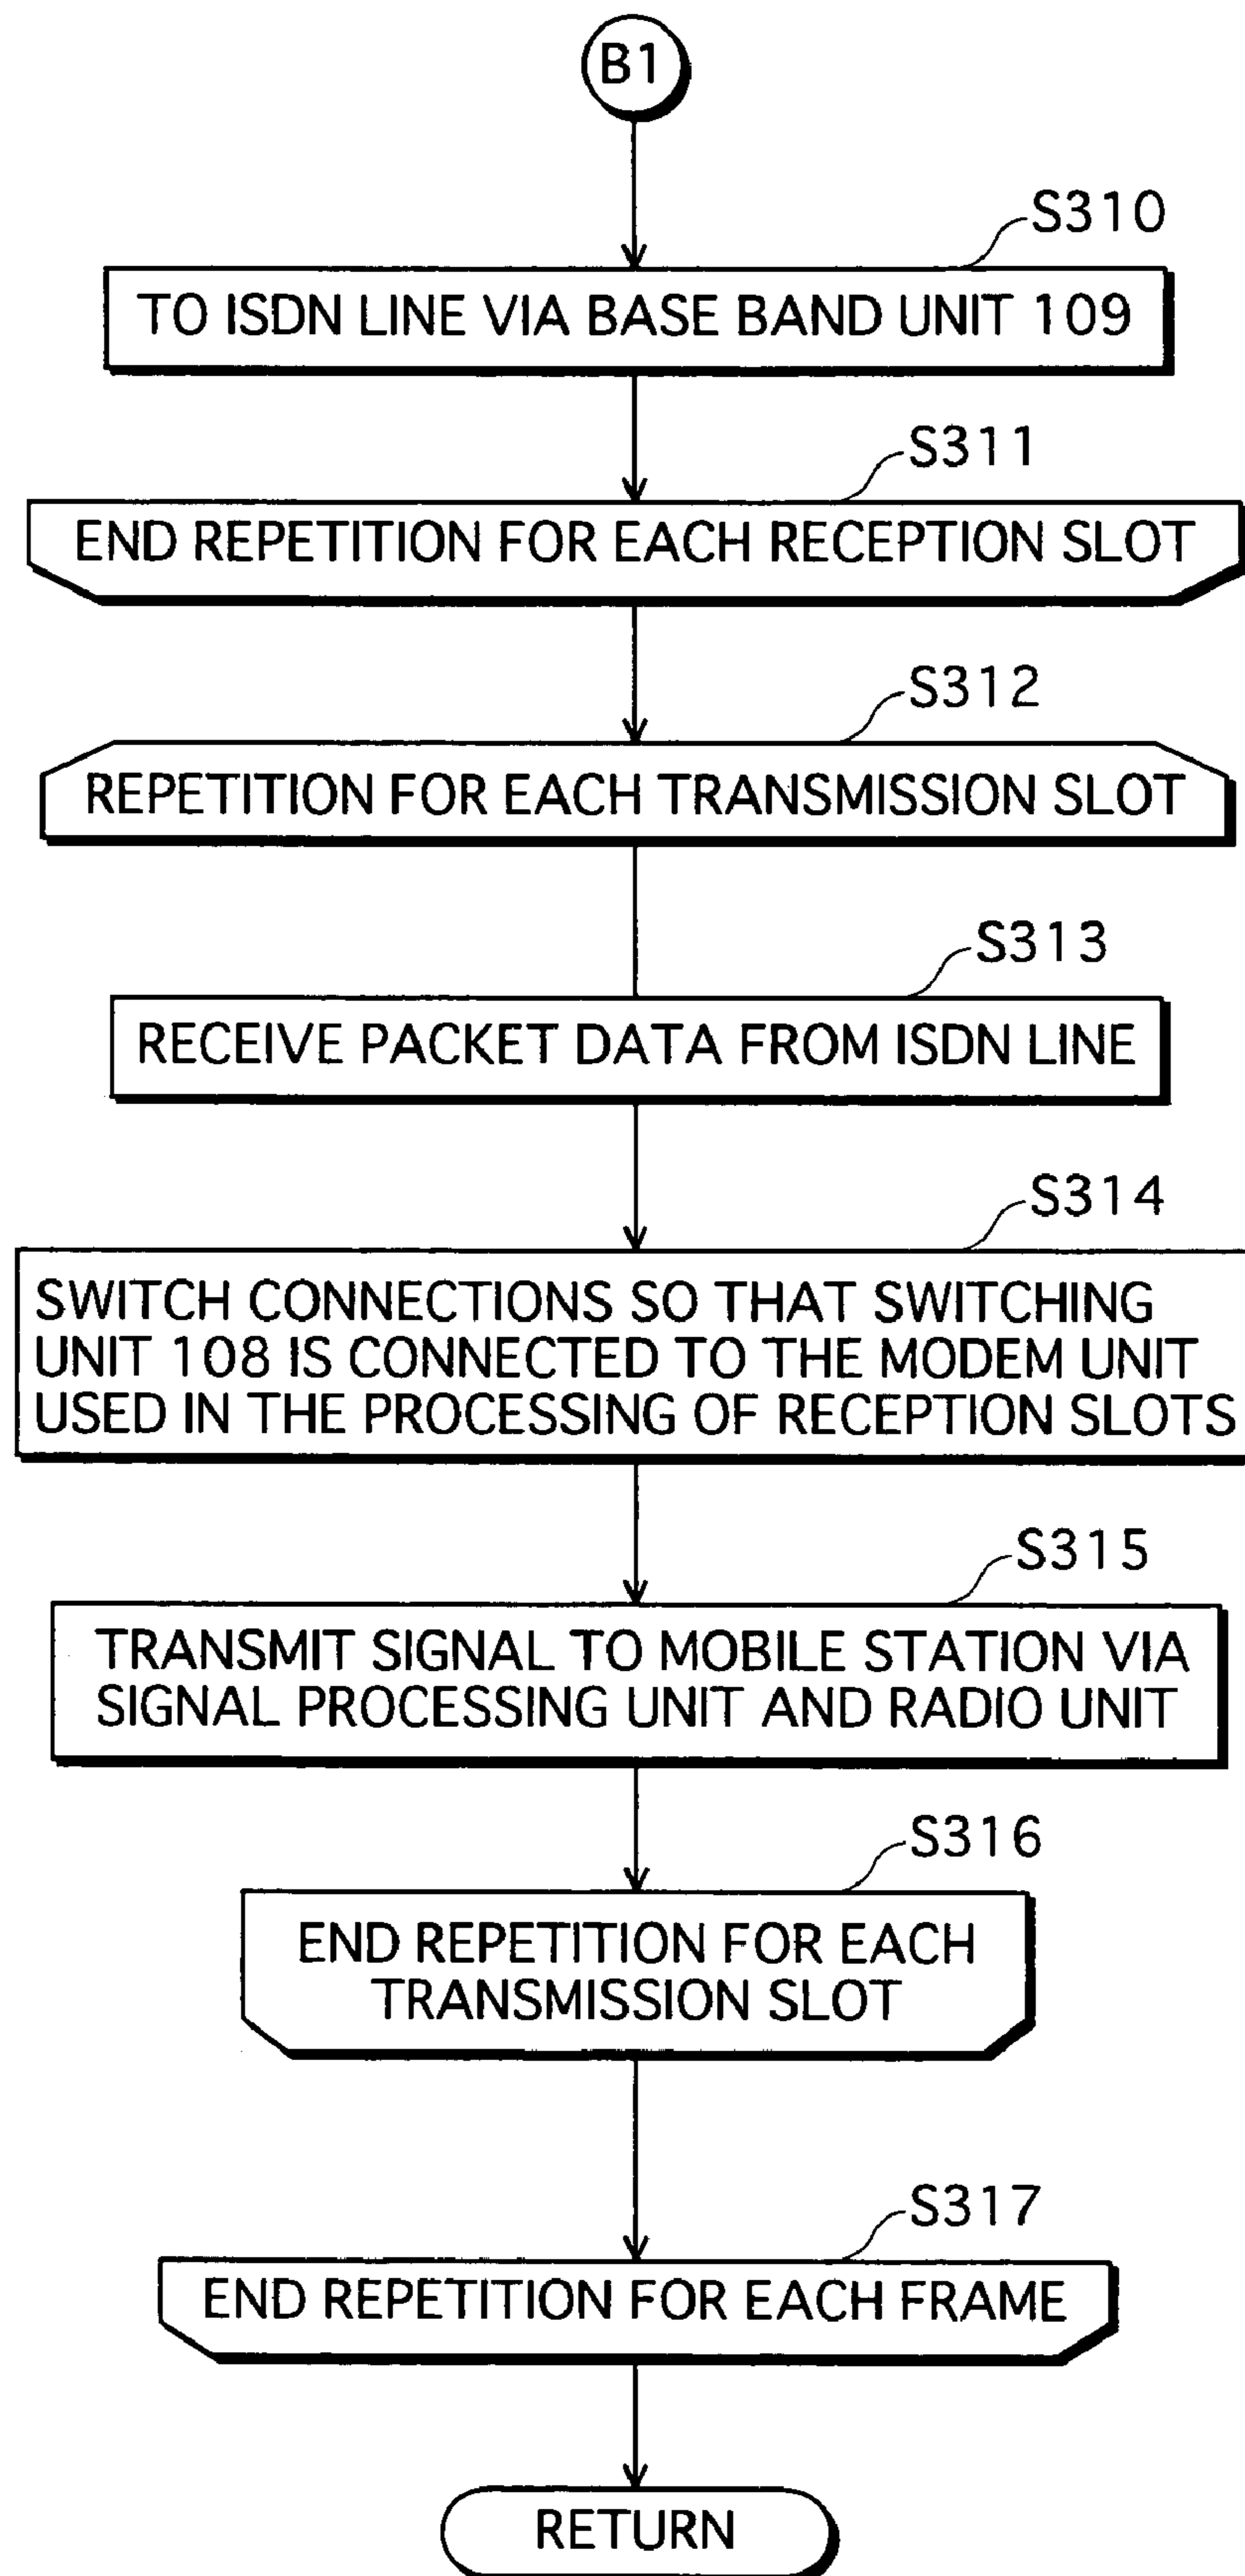 B1
S310
TO ISDN LINE VIA BASE BAND UNIT 109
S311
END REPETITION FOR EACH RECEPTION SLOT
S312
REPETITION FOR EACH TRANSMISSION SLOT
S313
RECEIVE PACKET DATA FROM ISDN LINE
S314
SWITCH CONNECTIONS SO THAT SWITCHING
UNIT 108 IS CONNECTED TO THE MODEM UNIT
USED IN THE PROCESSING OF RECEPTION SLOTS
S315
TRANSMIT SIGNAL TO MOBILE STATION VIA
SIGNAL PROCESSING UNIT AND RADIO UNIT
S316
END REPETITION FOR EACH
TRANSMISSION SLOT
S317
END REPETITION FOR EACH FRAME
RETURN